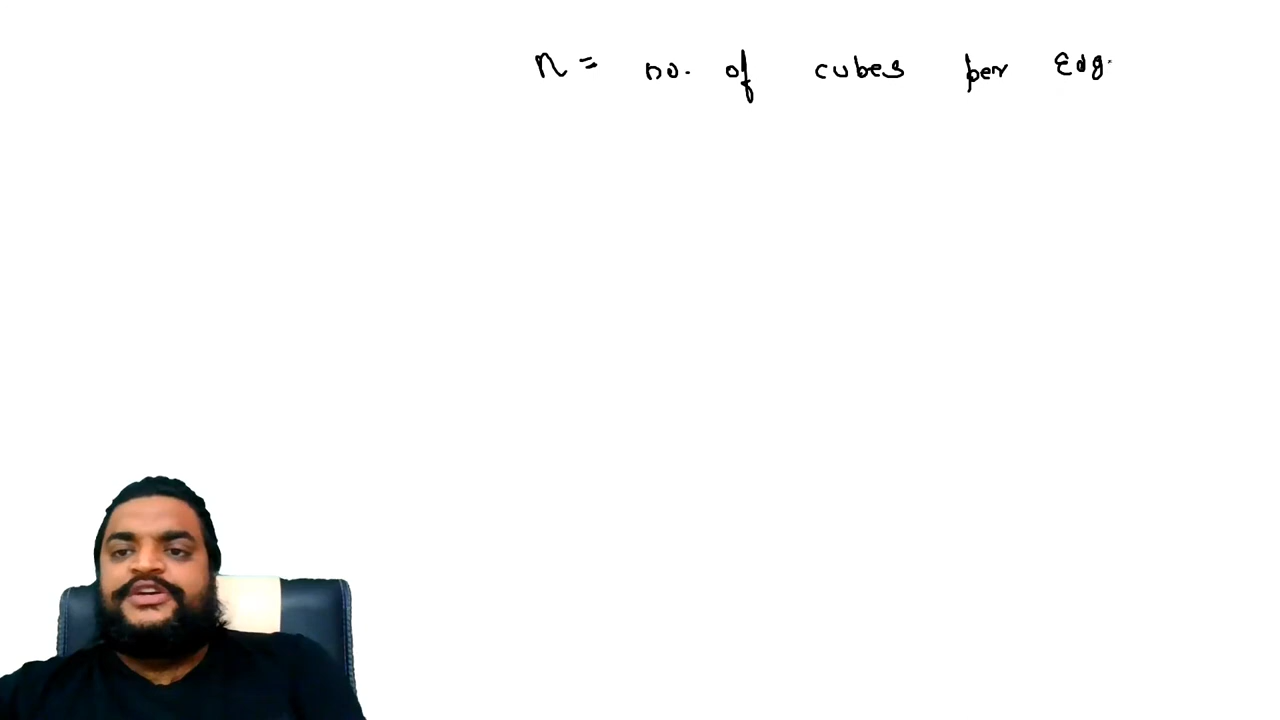 n = no. of cubes per Edg